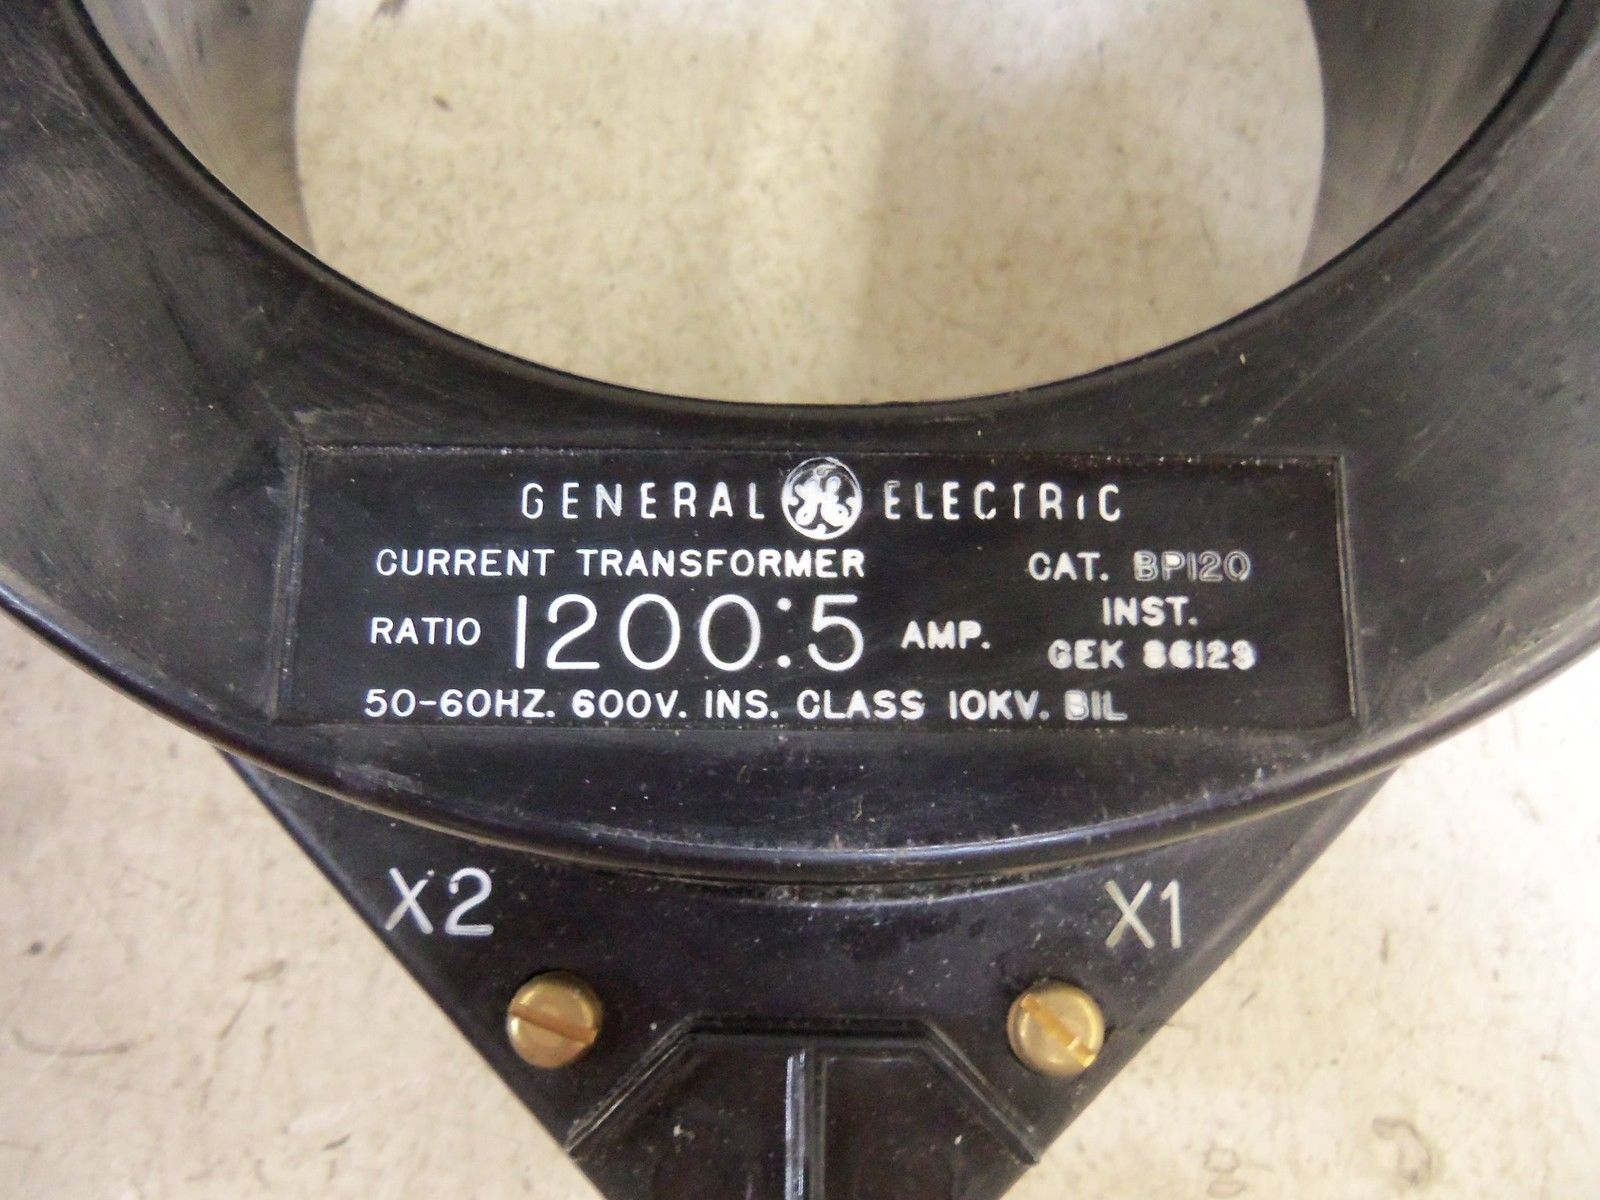 GENERAL GE ELECTRIC
CURRENT TRANSFORMER CAT. BP120
RATIO 1200:5 AMP. INST.
GEK 86123
50-60HZ. 600V. INS. CLASS 10KV. BIL
X2 X1